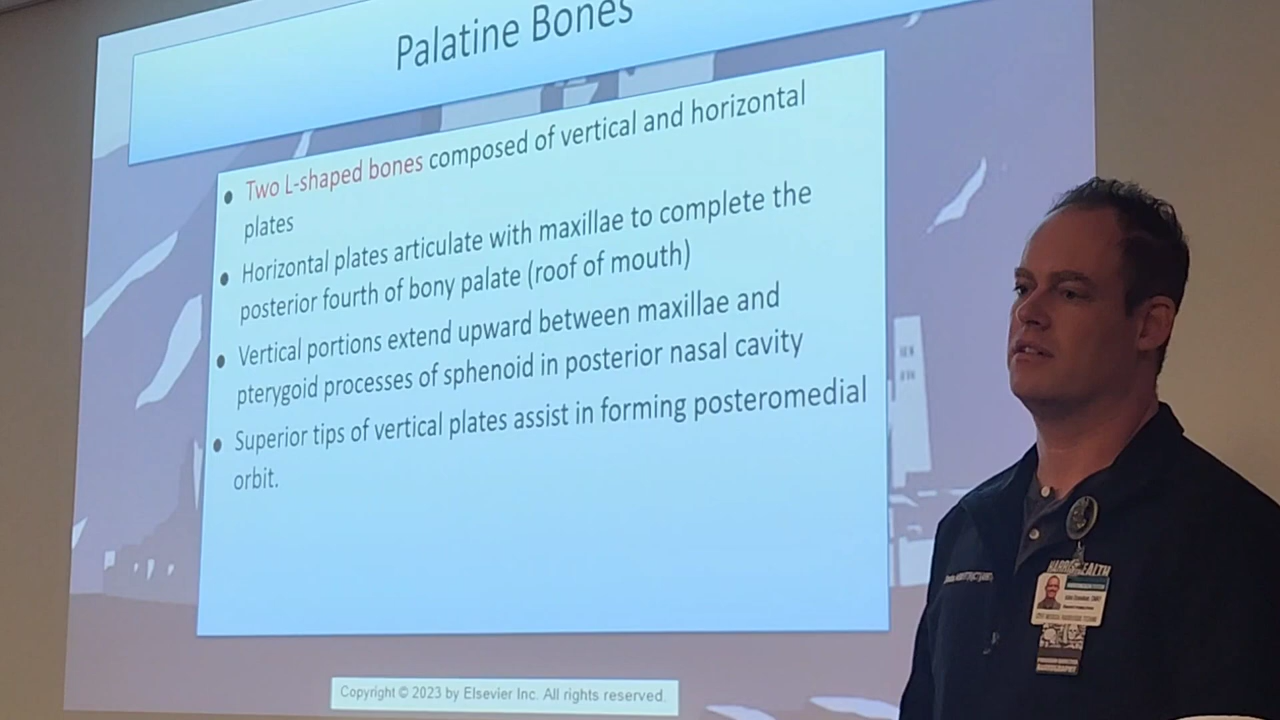 Palatine Bones
Two L-shaped bones composed of vertical and horizontal
plates
Horizontal plates articulate with maxillae to complete the
posterior fourth of bony palate (roof of mouth)
Vertical portions extend upward between maxillae and
pterygoid processes of sphenoid in posterior nasal cavity
Superior tips of vertical plates assist in forming posteromedial
orbit.
Copyright © 2023 by Elsevier Inc. All rights reserved.
PROGRAM DIRECTOR
RADIOGRAPHY